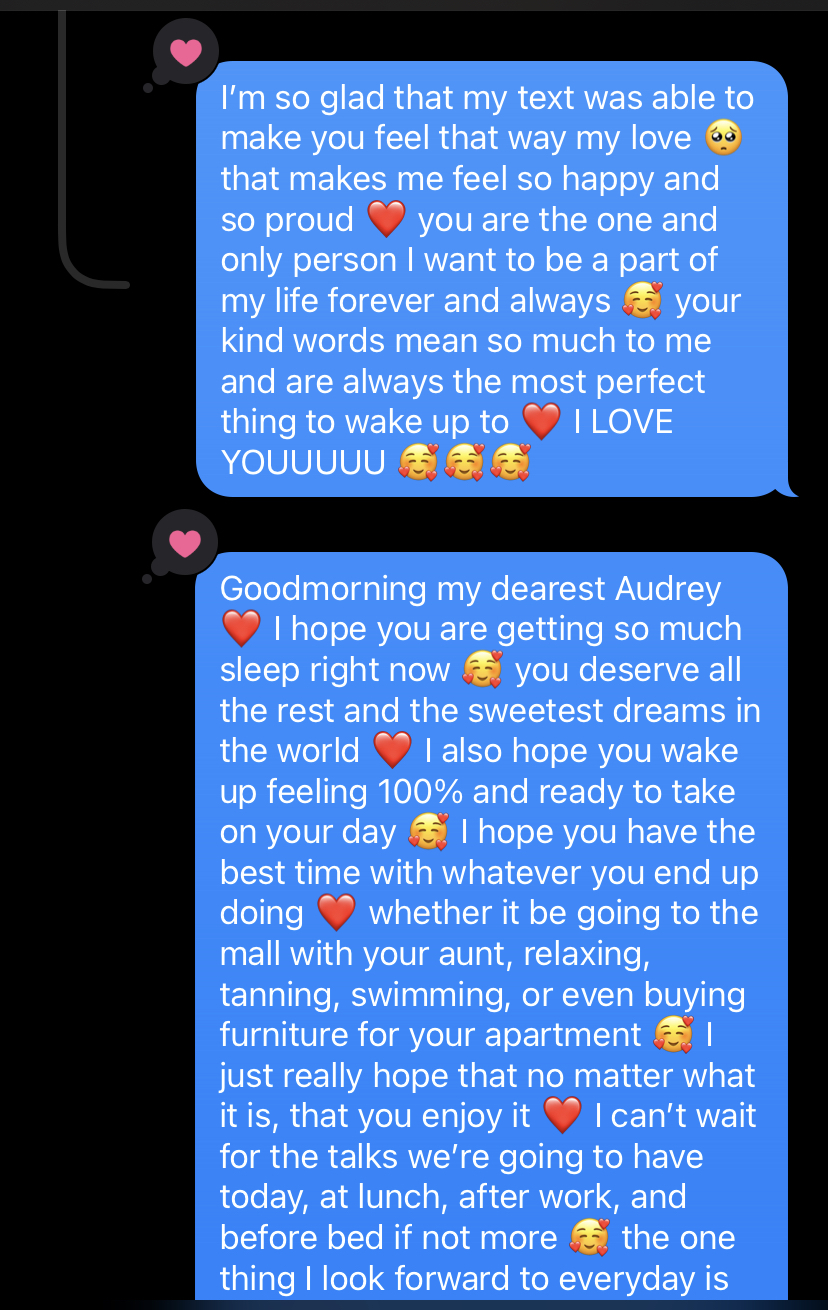 I’m so glad that my text was able to
make you feel that way my love 🥺
that makes me feel so happy and
so proud ❤️ you are the one and
only person I want to be a part of
my life forever and always 🥰 your
kind words mean so much to me
and are always the most perfect
thing to wake up to ❤️ I LOVE
YOUUUUU 🥰🥰🥰
Goodmorning my dearest Audrey
❤️ I hope you are getting so much
sleep right now 🥰 you deserve all
the rest and the sweetest dreams in
the world ❤️ I also hope you wake
up feeling 100% and ready to take
on your day 🥰 I hope you have the
best time with whatever you end up
doing ❤️ whether it be going to the
mall with your aunt, relaxing,
tanning, swimming, or even buying
furniture for your apartment 🥰 I
just really hope that no matter what
it is, that you enjoy it ❤️ I can’t wait
for the talks we’re going to have
today, at lunch, after work, and
before bed if not more 🥰 the one
thing I look forward to everyday is